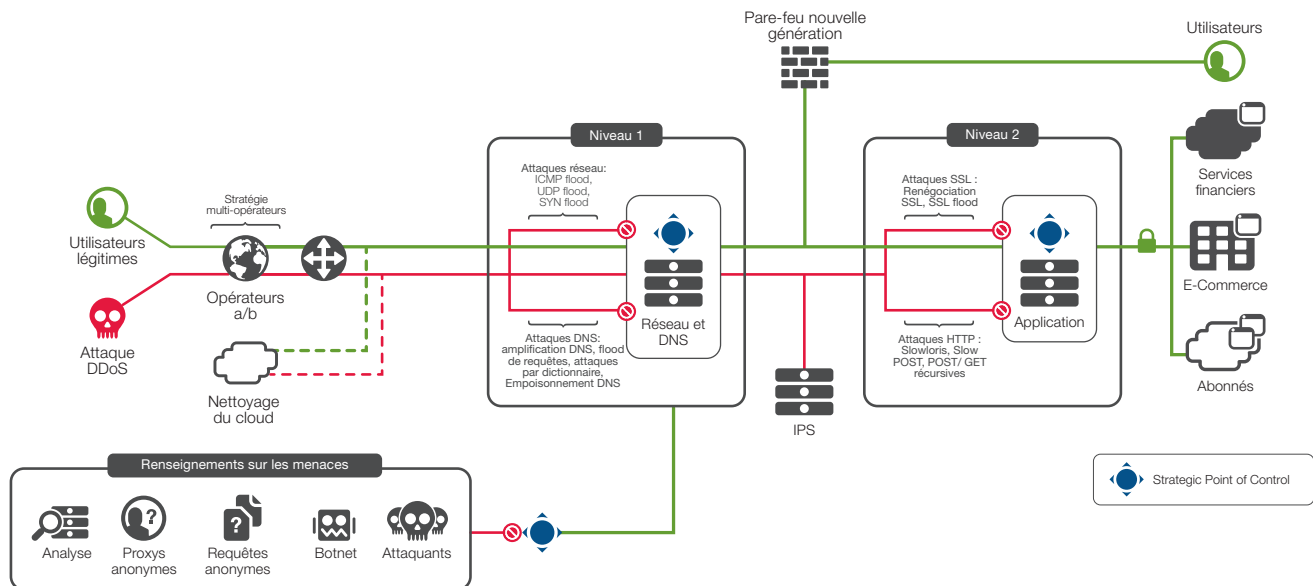 Pare-feu nouvelle
génération
Utilisateurs
Niveau 1
Niveau 2
Attaques réseau:
ICMP flood,
UDP flood,
SYN flood
Attaques SSL :
Renégociation
SSL, SSL flood
Services
financiers
Stratégie
multi-opérateurs
Utilisateurs
légitimes
Opérateurs
a/b
E-Commerce
Réseau et
DNS
Application
Attaque
DDoS
Attaques DNS:
amplification DNS, flood
de requêtes, attaques
par dictionnaire,
Empoisonnement DNS
Attaques HTTP :
Slowloris, Slow
POST, POST/ GET
récursives
Abonnés
Nettoyage
du cloud
IPS
Renseignements sur les menaces
Strategic Point of Control
Analyse
Proxys
anonymes
Requêtes
anonymes
Botnet
Attaquants